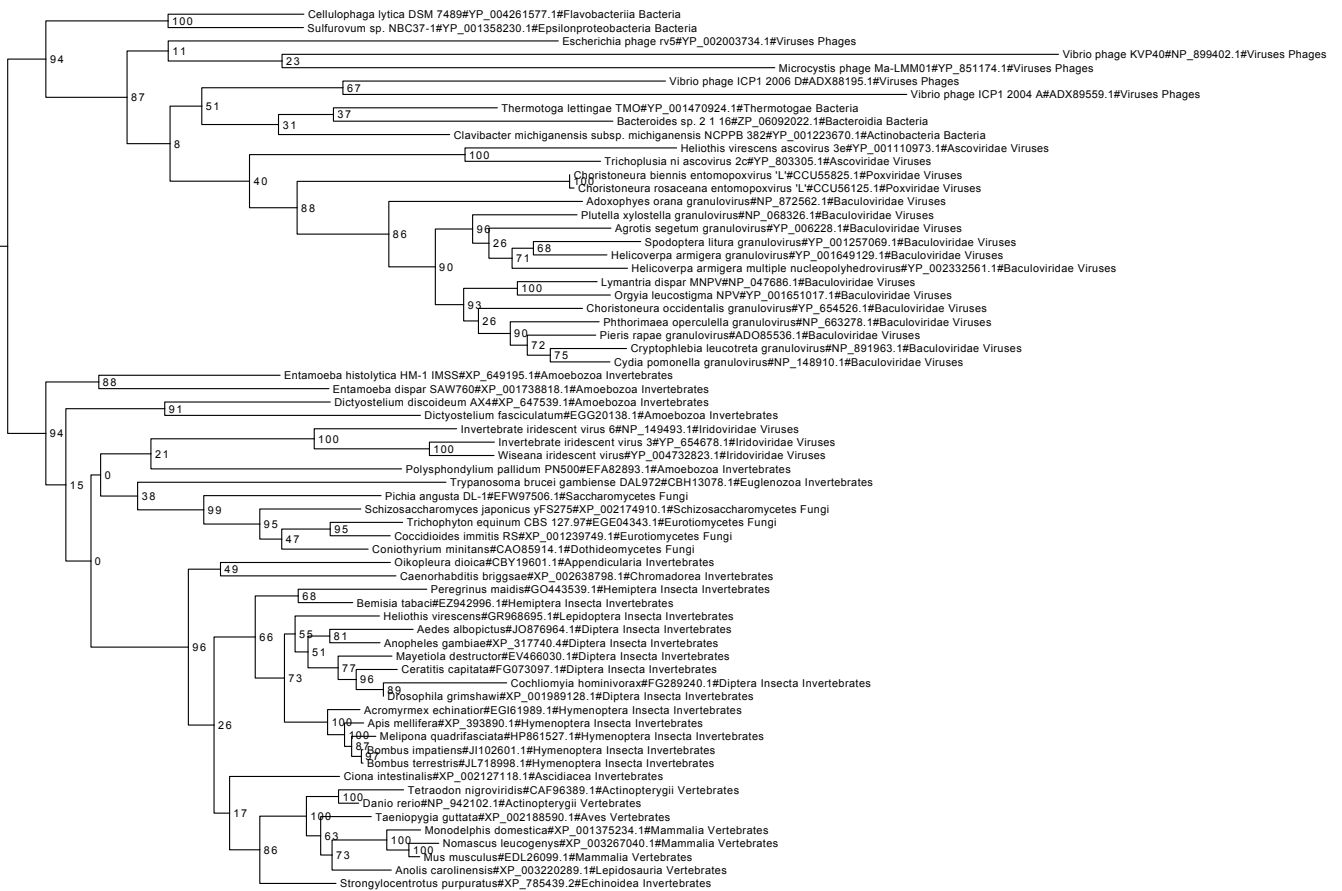 Cellulophaga lytica DSM 7489#YP_004261577.1#Flavobacteriia Bacteria
100
Sulfurovum sp. NBC37-1#YP_001358230.1#Epsilonproteobacteria Bacteria
Escherichia phage rv5#YP_002003734.1#Viruses Phages
11
Vibrio phage KVP40#NP_899402.1#Viruses Phages
94
23
Microcystis phage Ma-LMM01#YP_851174.1#Viruses Phages
Vibrio phage ICP1 2006 D#ADX88195.1#Viruses Phages
67
87
Vibrio phage ICP1 2004 A#ADX89559.1#Viruses Phages
51
Thermotoga lettingae TMO#YP_001470924.1#Thermotogae Bacteria
37
Bacteroides sp. 2 1 16#ZP_06092022.1#Bacteroidia Bacteria
31
Clavibacter michiganensis subsp. michiganensis NCPPB 382#YP_001223670.1#Actinobacteria Bacteria
8
Heliothis virescens ascovirus 3e#YP_001110973.1#Ascoviridae Viruses
100
Trichoplusia ni ascovirus 2c#YP_803305.1#Ascoviridae Viruses
Choristoneura biennis entomopoxvirus 'L'#CCU55825.1#Poxviridae Viruses
40
100
Choristoneura rosaceana entomopoxvirus 'L'#CCU56125.1#Poxviridae Viruses
88
Adoxophyes orana granulovirus#NP_872562.1#Baculoviridae Viruses
Plutella xylostella granulovirus#NP_068326.1#Baculoviridae Viruses
86
96
Agrotis segetum granulovirus#YP_006228.1#Baculoviridae Viruses
26
Spodoptera litura granulovirus#YP_001257069.1#Baculoviridae Viruses
68
Helicoverpa armigera granulovirus#YP_001649129.1#Baculoviridae Viruses
71
Helicoverpa armigera multiple nucleopolyhedrovirus#YP_002332561.1#Baculoviridae Viruses
90
Lymantria dispar MNPV#NP_047686.1#Baculoviridae Viruses
100
Orgyia leucostigma NPV#YP_001651017.1#Baculoviridae Viruses
93
Choristoneura occidentalis granulovirus#YP_654526.1#Baculoviridae Viruses
26
Phthorimaea operculella granulovirus#NP_663278.1#Baculoviridae Viruses
90
Pieris rapae granulovirus#ADO85536.1#Baculoviridae Viruses
72
Cryptophlebia leucotreta granulovirus#NP_891963.1#Baculoviridae Viruses
75
Cydia pomonella granulovirus#NP_148910.1#Baculoviridae Viruses
Entamoeba histolytica HM-1 IMSS#XP_649195.1#Amoebozoa Invertebrates
88
Entamoeba dispar SAW760#XP_001738818.1#Amoebozoa Invertebrates
Dictyostelium discoideum AX4#XP_647539.1#Amoebozoa Invertebrates
91
Dictyostelium fasciculatum#EGG20138.1#Amoebozoa Invertebrates
94
Invertebrate iridescent virus 6#NP_149493.1#Iridoviridae Viruses
100
Invertebrate iridescent virus 3#YP_654678.1#Iridoviridae Viruses
100
21
Wiseana iridescent virus#YP_004732823.1#Iridoviridae Viruses
Polysphondylium pallidum PN500#EFA82893.1#Amoebozoa Invertebrates
0
15
Trypanosoma brucei gambiense DAL972#CBH13078.1#Euglenozoa Invertebrates
38
Pichia angusta DL-1#EFW97506.1#Saccharomycetes Fungi
99
Schizosaccharomyces japonicus yFS275#XP_002174910.1#Schizosaccharomycetes Fungi
95
Trichophyton equinum CBS 127.97#EGE04343.1#Eurotiomycetes Fungi
95
Coccidioides immitis RS#XP_001239749.1#Eurotiomycetes Fungi
47
Coniothyrium minitans#CAO85914.1#Dothideomycetes Fungi
0
Oikopleura dioica#CBY19601.1#Appendicularia Invertebrates
49
Caenorhabditis briggsae#XP_002638798.1#Chromadorea Invertebrates
Peregrinus maidis#GO443539.1#Hemiptera Insecta Invertebrates
68
Bemisia tabaci#EZ942996.1#Hemiptera Insecta Invertebrates
Heliothis virescens#GR968695.1#Lepidoptera Insecta Invertebrates
66
55
Aedes albopictus#JO876964.1#Diptera Insecta Invertebrates
81
Anopheles gambiae#XP_317740.4#Diptera Insecta Invertebrates
96
51
Mayetiola destructor#EV466030.1#Diptera Insecta Invertebrates
77
Ceratitis capitata#FG073097.1#Diptera Insecta Invertebrates
73
96
Cochliomyia hominivorax#FG289240.1#Diptera Insecta Invertebrates
89
Drosophila grimshawi#XP_001989128.1#Diptera Insecta Invertebrates
Acromyrmex echinatior#EGI61989.1#Hymenoptera Insecta Invertebrates
26
100
Apis mellifera#XP_393890.1#Hymenoptera Insecta Invertebrates
100
Melipona quadrifasciata#HP861527.1#Hymenoptera Insecta Invertebrates
87
Bombus impatiens#JI102601.1#Hymenoptera Insecta Invertebrates
97
Bombus terrestris#JL718998.1#Hymenoptera Insecta Invertebrates
Ciona intestinalis#XP_002127118.1#Ascidiacea Invertebrates
Tetraodon nigroviridis#CAF96389.1#Actinopterygii Vertebrates
100
Danio rerio#NP_942102.1#Actinopterygii Vertebrates
17
100
Taeniopygia guttata#XP_002188590.1#Aves Vertebrates
Monodelphis domestica#XP_001375234.1#Mammalia Vertebrates
63
100
Nomascus leucogenys#XP_003267040.1#Mammalia Vertebrates
86
73
100
Mus musculus#EDL26099.1#Mammalia Vertebrates
Anolis carolinensis#XP_003220289.1#Lepidosauria Vertebrates
Strongylocentrotus purpuratus#XP_785439.2#Echinoidea Invertebrates